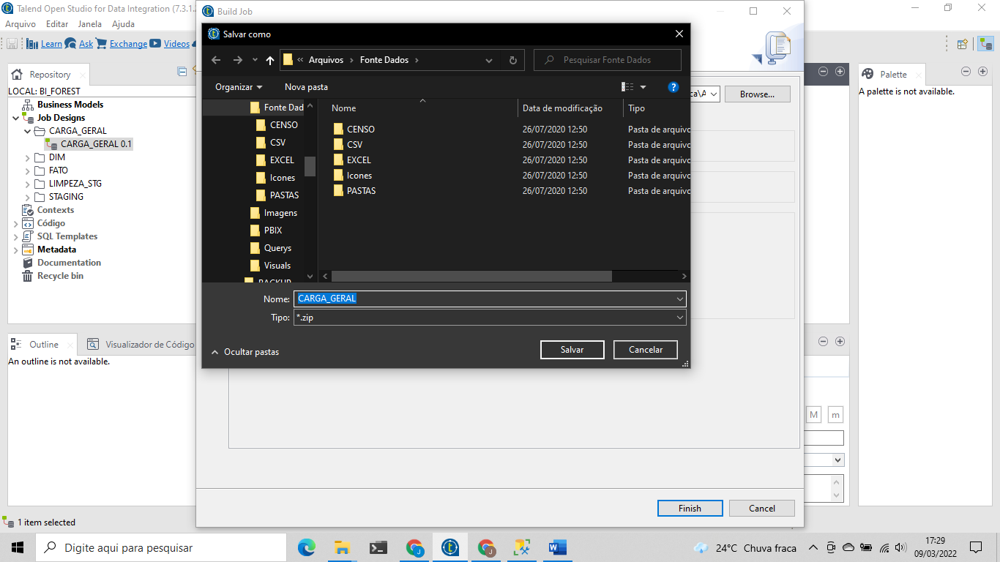 Talend Open Studio for Data Integration (7.3.1.
Arquivo Editar Janela Ajuda
Learn Ask Exchange Videos
Repository
LOCAL: BI_FOREST
Business Models
Job Designs
CARGA_GERAL
CARGA_GERAL 0.1
DIM
FATO
LIMPEZA_STG
STAGING
Contexts
Código
SQL Templates
Metadata
Documentation
Recycle bin
Outline
Visualizador de Código
An outline is not available.
1 item selected
Build Job
Salvar como
Arquivos
Fonte Dados
Pesquisar Fonte Dados
Organizar
Nova pasta
Fonte Dad
CENSO
CSV
EXCEL
Icones
PASTAS
Imagens
PBIX
Querys
Visuals
BACKUP
Nome Data de modificação Tipo
CENSO 26/07/2020 12:50 Pasta de arquivo
CSV 26/07/2020 12:50 Pasta de arquivo
EXCEL 26/07/2020 12:50 Pasta de arquivo
Icones 26/07/2020 12:50 Pasta de arquivo
PASTAS 26/07/2020 12:50 Pasta de arquivo
Nome: CARGA_GERAL
Tipo: *.zip
Ocultar pastas
Salvar
Cancelar
ca\A
Browse...
Finish
Cancel
Palette
A palette is not available.
M
m
Digite aqui para pesquisar
24°C Chuva fraca
17:29
09/03/2022